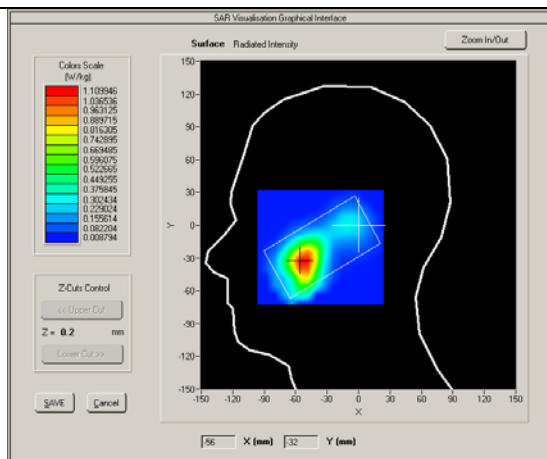 SAR Visualisation Graphical Interface
Surface Radiated Intensity
Zoom In/Out
Colors Scale
(W/kg)
1.109946
1.036536
0.963125
0.889715
0.816305
0.742895
0.669485
0.596075
0.522665
0.449255
0.375845
0.302434
0.229024
0.155614
0.082204
0.008794
Z-Cuts Control
<< Upper Cut
Z = 0.2 mm
Lower Cut >>
SAVE Cancel
150
120
90
60
30
0
-30
-60
-90
-120
-150
Y
-150 -120 -90 -60 -30 0 30 60 90 120 150
X
-56 X (mm) -32 Y (mm)